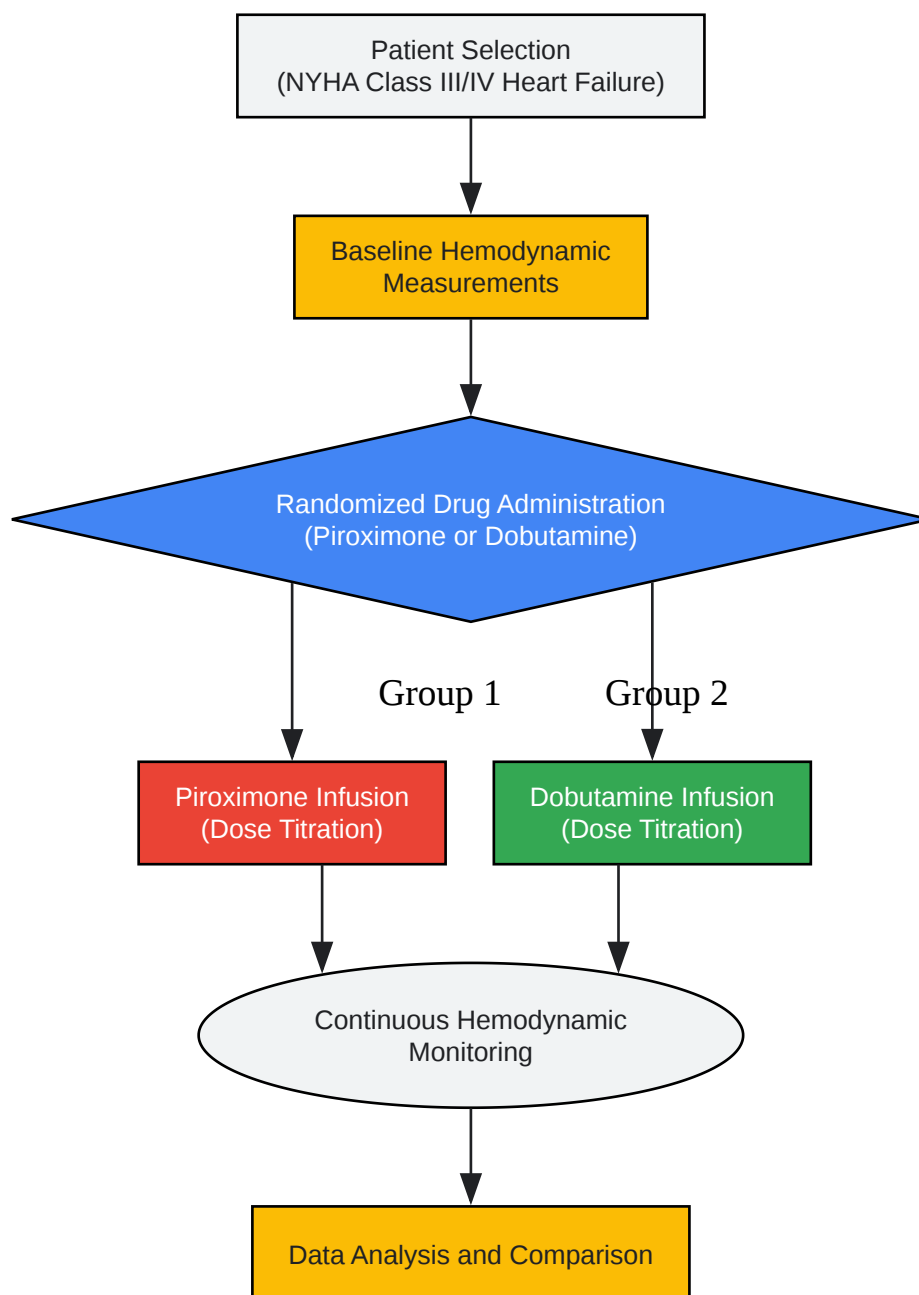 Patient Selection
(NYHA Class III/IV Heart Failure)
Baseline Hemodynamic
Measurements
Randomized Drug Administration
(Piroximone or Dobutamine)
Group 1
Group 2
Piroximone Infusion
(Dose Titration)
Dobutamine Infusion
(Dose Titration)
Continuous Hemodynamic
Monitoring
Data Analysis and Comparison